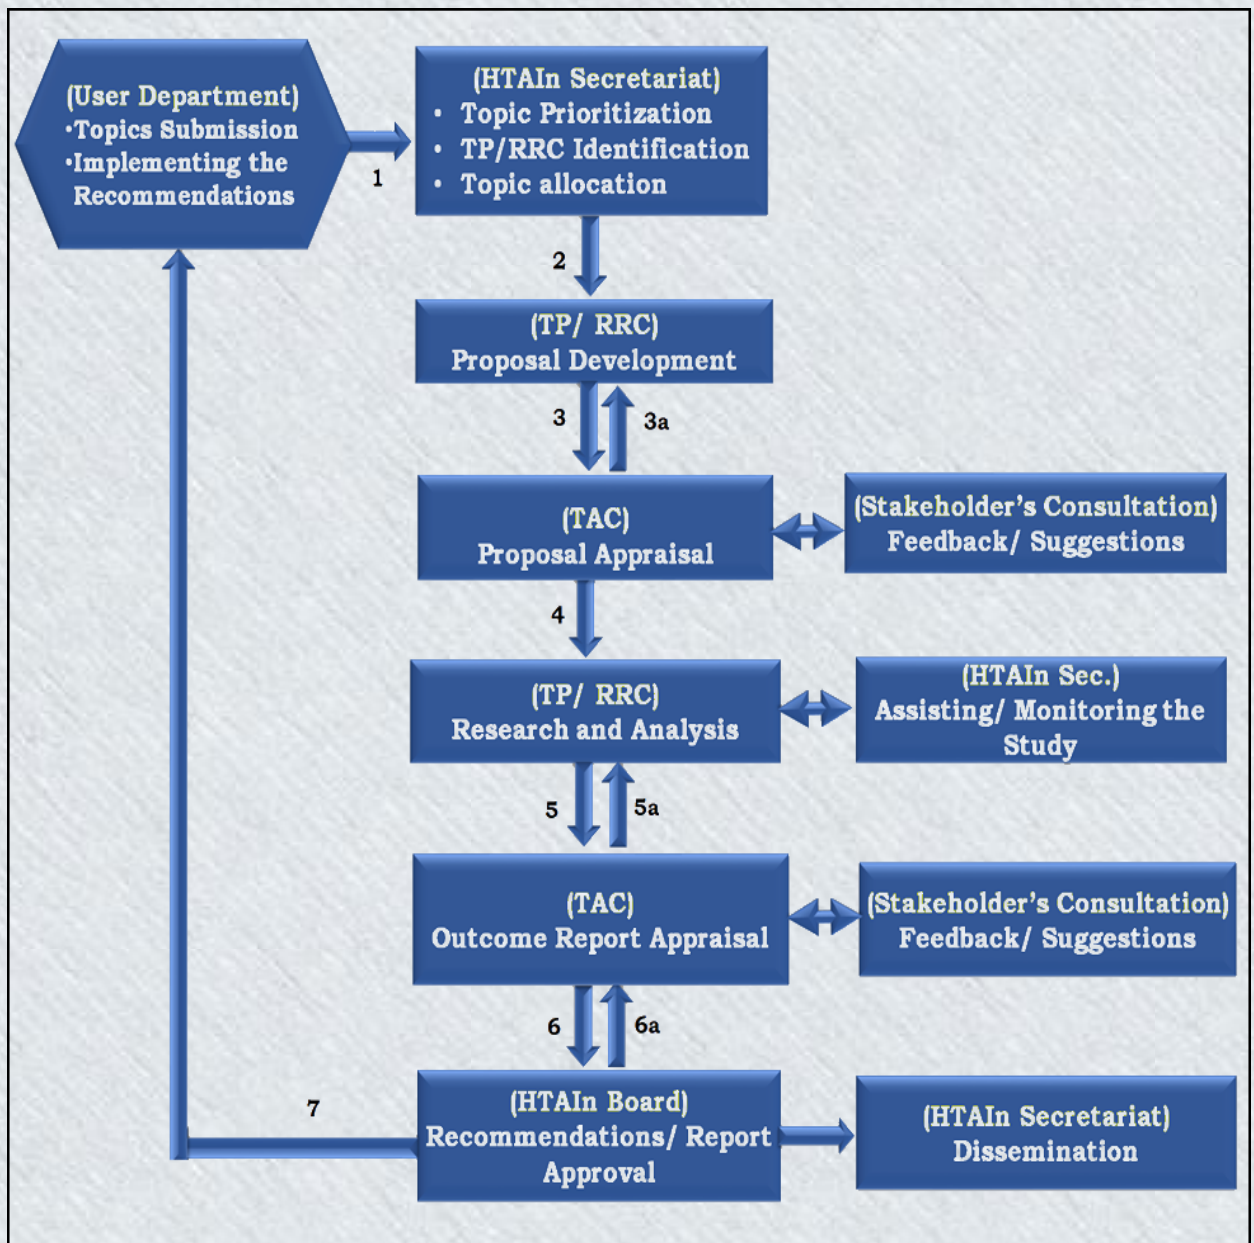 (User Department)
•Topics Submission
•Implementing the
Recommendations
1
(HTAIn Secretariat)
• Topic Prioritization
• TP/RRC Identification
• Topic allocation
2
(TP/ RRC)
Proposal Development
3
3a
(TAC)
Proposal Appraisal
(Stakeholder's Consultation)
Feedback/ Suggestions
4
(TP/ RRC)
Research and Analysis
(HTAIn Sec.)
Assisting/ Monitoring the
Study
5
5a
(TAC)
Outcome Report Appraisal
(Stakeholder's Consultation)
Feedback/ Suggestions
6
6a
7
(HTAIn Board)
Recommendations/ Report
Approval
(HTAIn Secretariat)
Dissemination